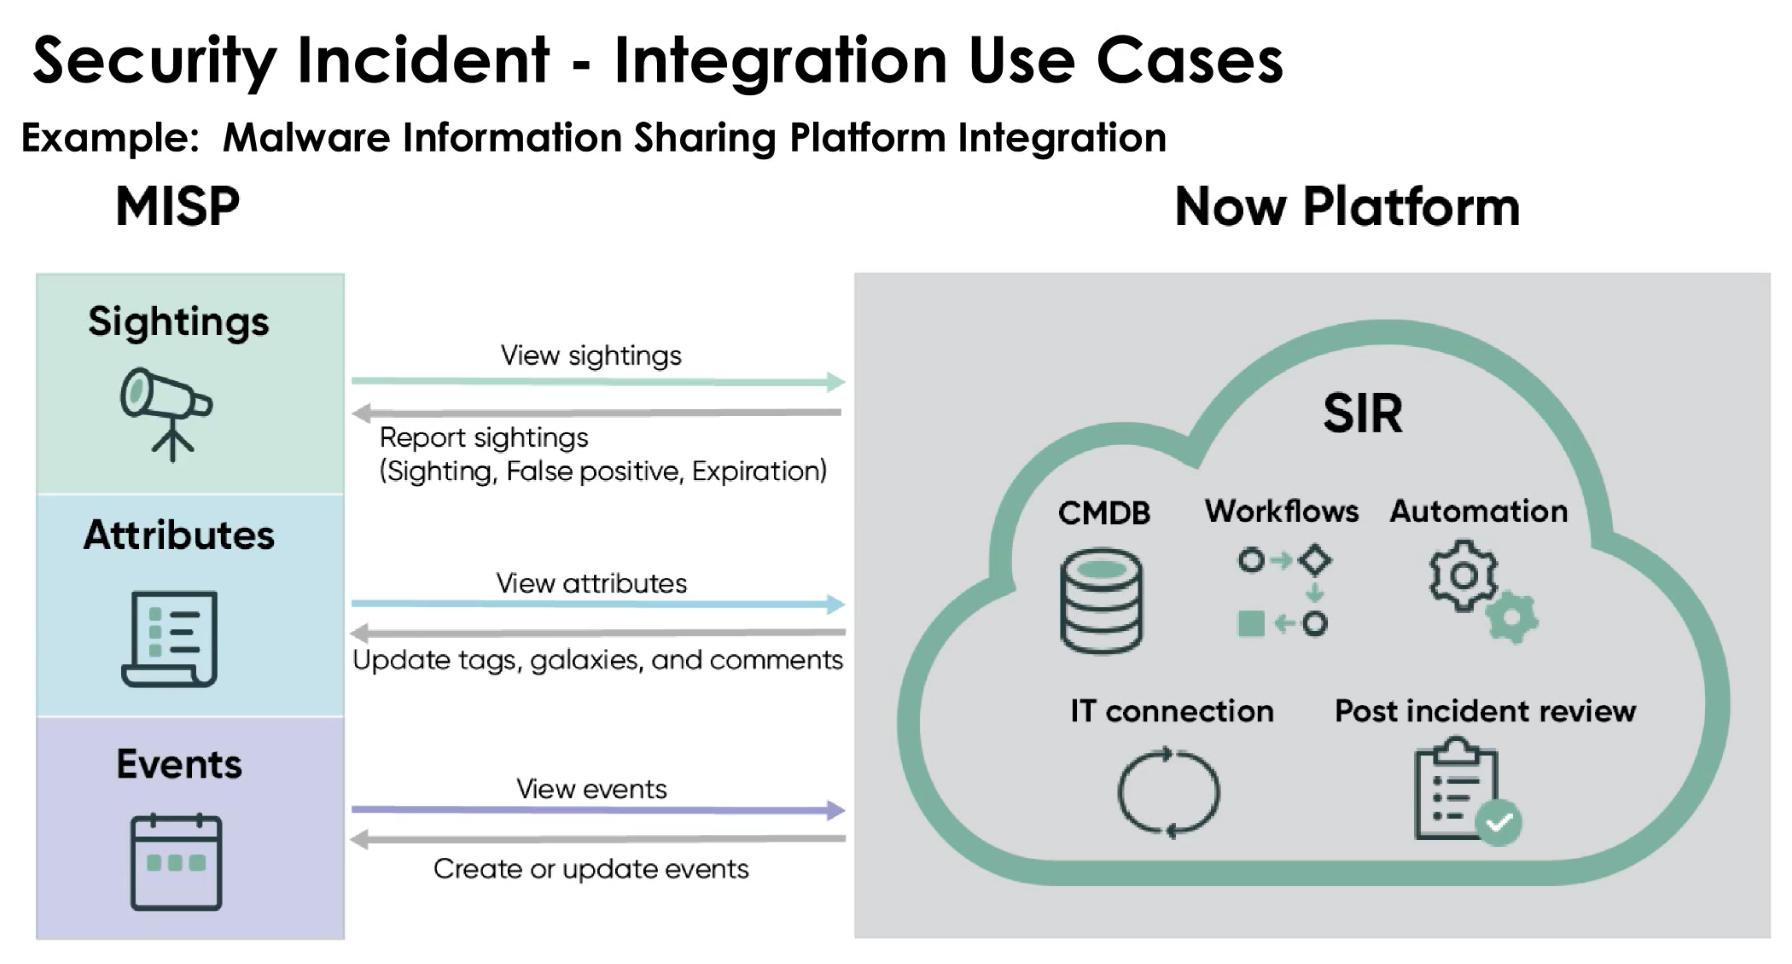 Security Incident - Integration Use Cases
Example: Malware Information Sharing Platform Integration
MISP
Now Platform
Sightings
View sightings
Report sightings
(Sighting, False positive, Expiration)
Attributes
View attributes
Update tags, galaxies, and comments
Events
View events
Create or update events
SIR
CMDB
Workflows
Automation
IT connection
Post incident review